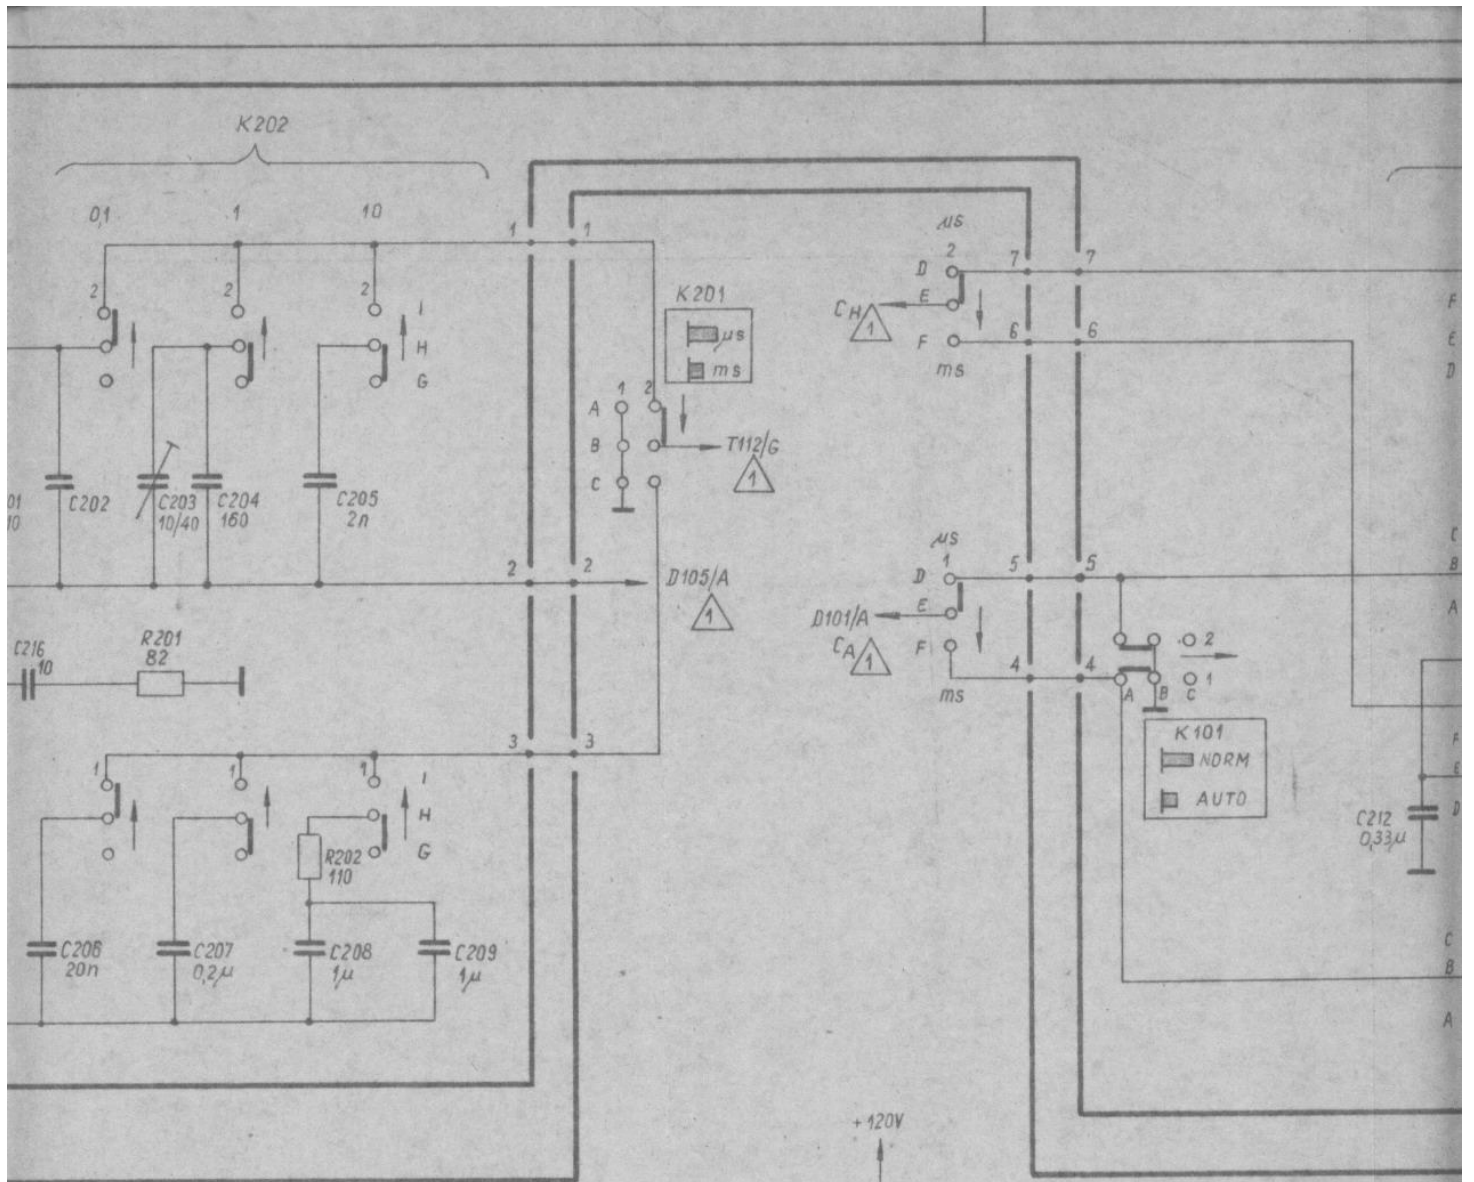 K202
0,1 1 10
1 1
2 2 2
I
H
G
K201
µs
ms
1 2
A
B
C
T112/G
1
µs
2
D
E
F
ms
CH
1
7 7
6 6
F
E
D
01
10
C202
C203
10/40
C204
160
C205
2n
2 2
D105/A
1
µs
1
D
E
F
ms
D101/A
CA
1
5 5
4 4
2
1
A B C
C
B
A
C216
10
R201
82
3 3
K101
NORM
AUTO
1 1 1
I
H
G
R202
110
C212
0,33µ
F
E
D
C206
20n
C207
0,2µ
C208
1µ
C209
1µ
C
B
A
+120V